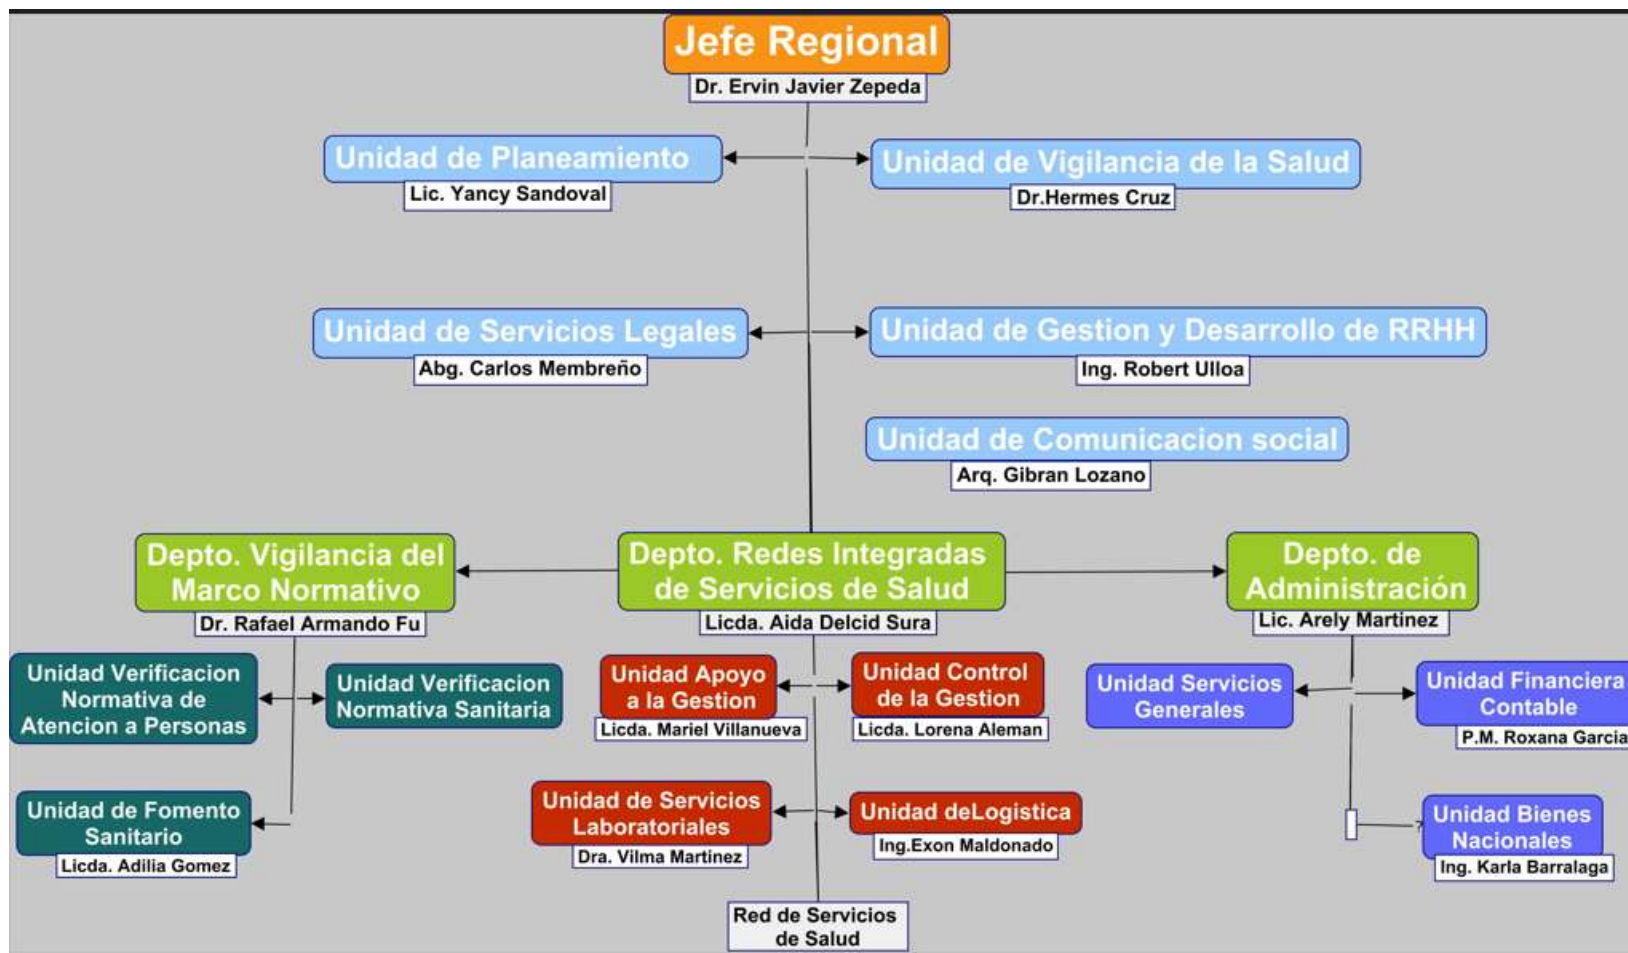 Jefe Regional
Dr. Ervin Javier Zepeda
Unidad de Planeamiento
Lic. Yancy Sandoval
Unidad de Vigilancia de la Salud
Dr.Hermes Cruz
Unidad de Servicios Legales
Abg. Carlos Membreño
Unidad de Gestion y Desarrollo de RRHH
Ing. Robert Ulloa
Unidad de Comunicacion social
Arq. Gibran Lozano
Depto. Vigilancia del
Marco Normativo
Dr. Rafael Armando Fu
Depto. Redes Integradas
de Servicios de Salud
Licda. Aida Delcid Sura
Depto. de
Administración
Lic. Arely Martinez
Unidad Verificacion
Normativa de
Atencion a Personas
Unidad Verificacion
Normativa Sanitaria
Unidad Apoyo
a la Gestion
Licda. Mariel Villanueva
Unidad Control
de la Gestion
Licda. Lorena Aleman
Unidad Servicios
Generales
Unidad Financiera
Contable
P.M. Roxana Garcia
Unidad de Fomento
Sanitario
Licda. Adilia Gomez
Unidad de Servicios
Laboratoriales
Dra. Vilma Martinez
Unidad deLogistica
Ing.Exon Maldonado
?
Unidad Bienes
Nacionales
Ing. Karla Barralaga
Red de Servicios
de Salud